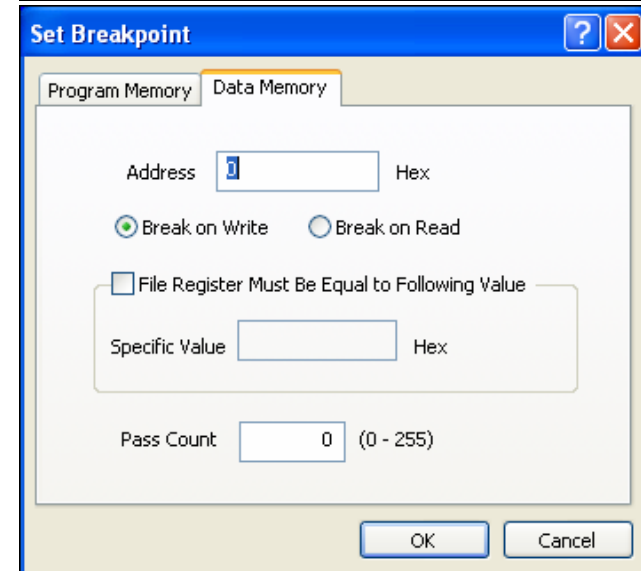 Set Breakpoint
Program Memory Data Memory
Address 0 Hex
Break on Write Break on Read
File Register Must Be Equal to Following Value
Specific Value Hex
Pass Count 0 (0 - 255)
OK Cancel